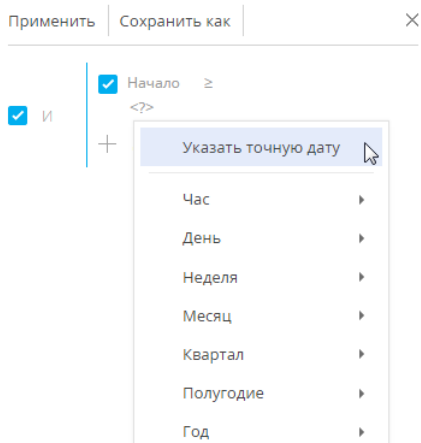 Применить Сохранить как
Начало ≥
<?>
И
Указать точную дату
Час
День
Неделя
Месяц
Квартал
Полугодие
Год